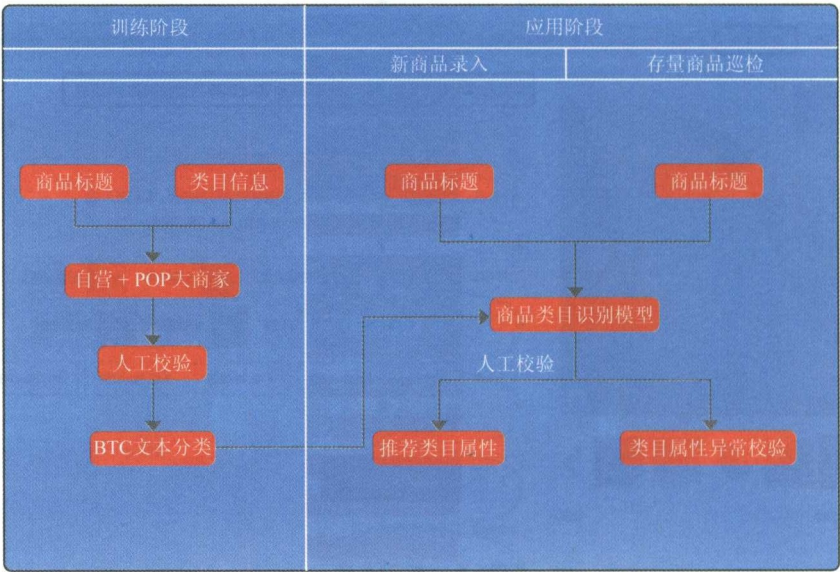 训练阶段
应用阶段
新商品录入
存量商品巡检
商品标题
类目信息
商品标题
商品标题
自营+POP大商家
商品类目识别模型
人工校验
人工校验
BTC文本分类
推荐类目属性
类目属性异常校验